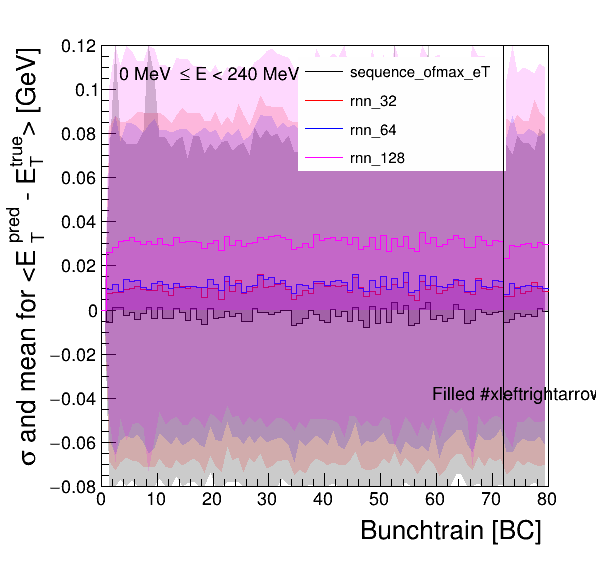 σ and mean for <E_T^pred - E_T^true> [GeV]
0.12
0.1
0.08
0.06
0.04
0.02
0
−0.02
−0.04
−0.06
−0.08
0 MeV ≤ E < 240 MeV
sequence_ofmax_eT
rnn_32
rnn_64
rnn_128
Filled #xleftrightarrow
0 10 20 30 40 50 60 70 80
Bunchtrain [BC]